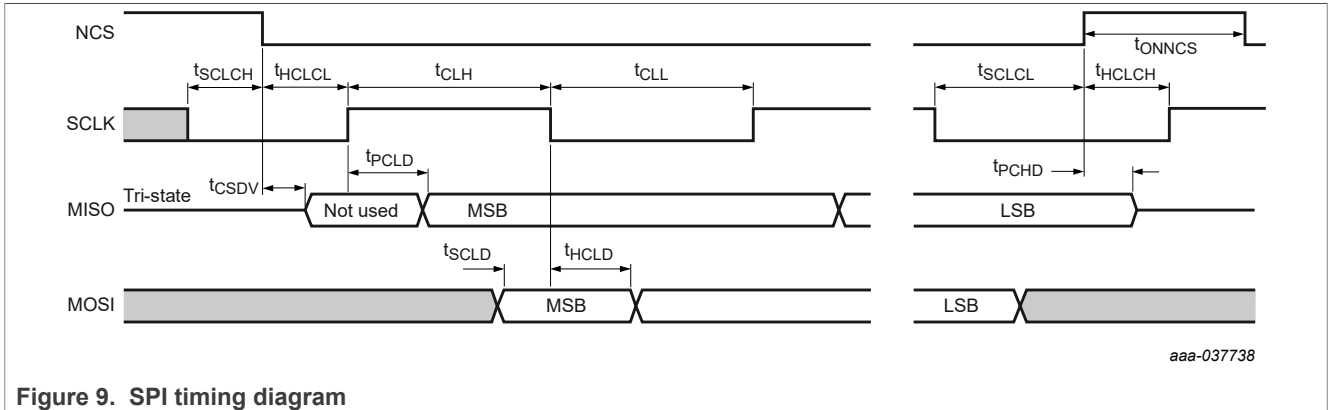 NCS
tONNCS
tSCLCH tHCLCL tCLH tCLL tSCLCL tHCLCH
SCLK
tPCLD tPCHD
tCSDV
Tri-state
MISO Not used MSB LSB
tSCLD tHCLD
MOSI MSB LSB
aaa-037738
Figure 9. SPI timing diagram